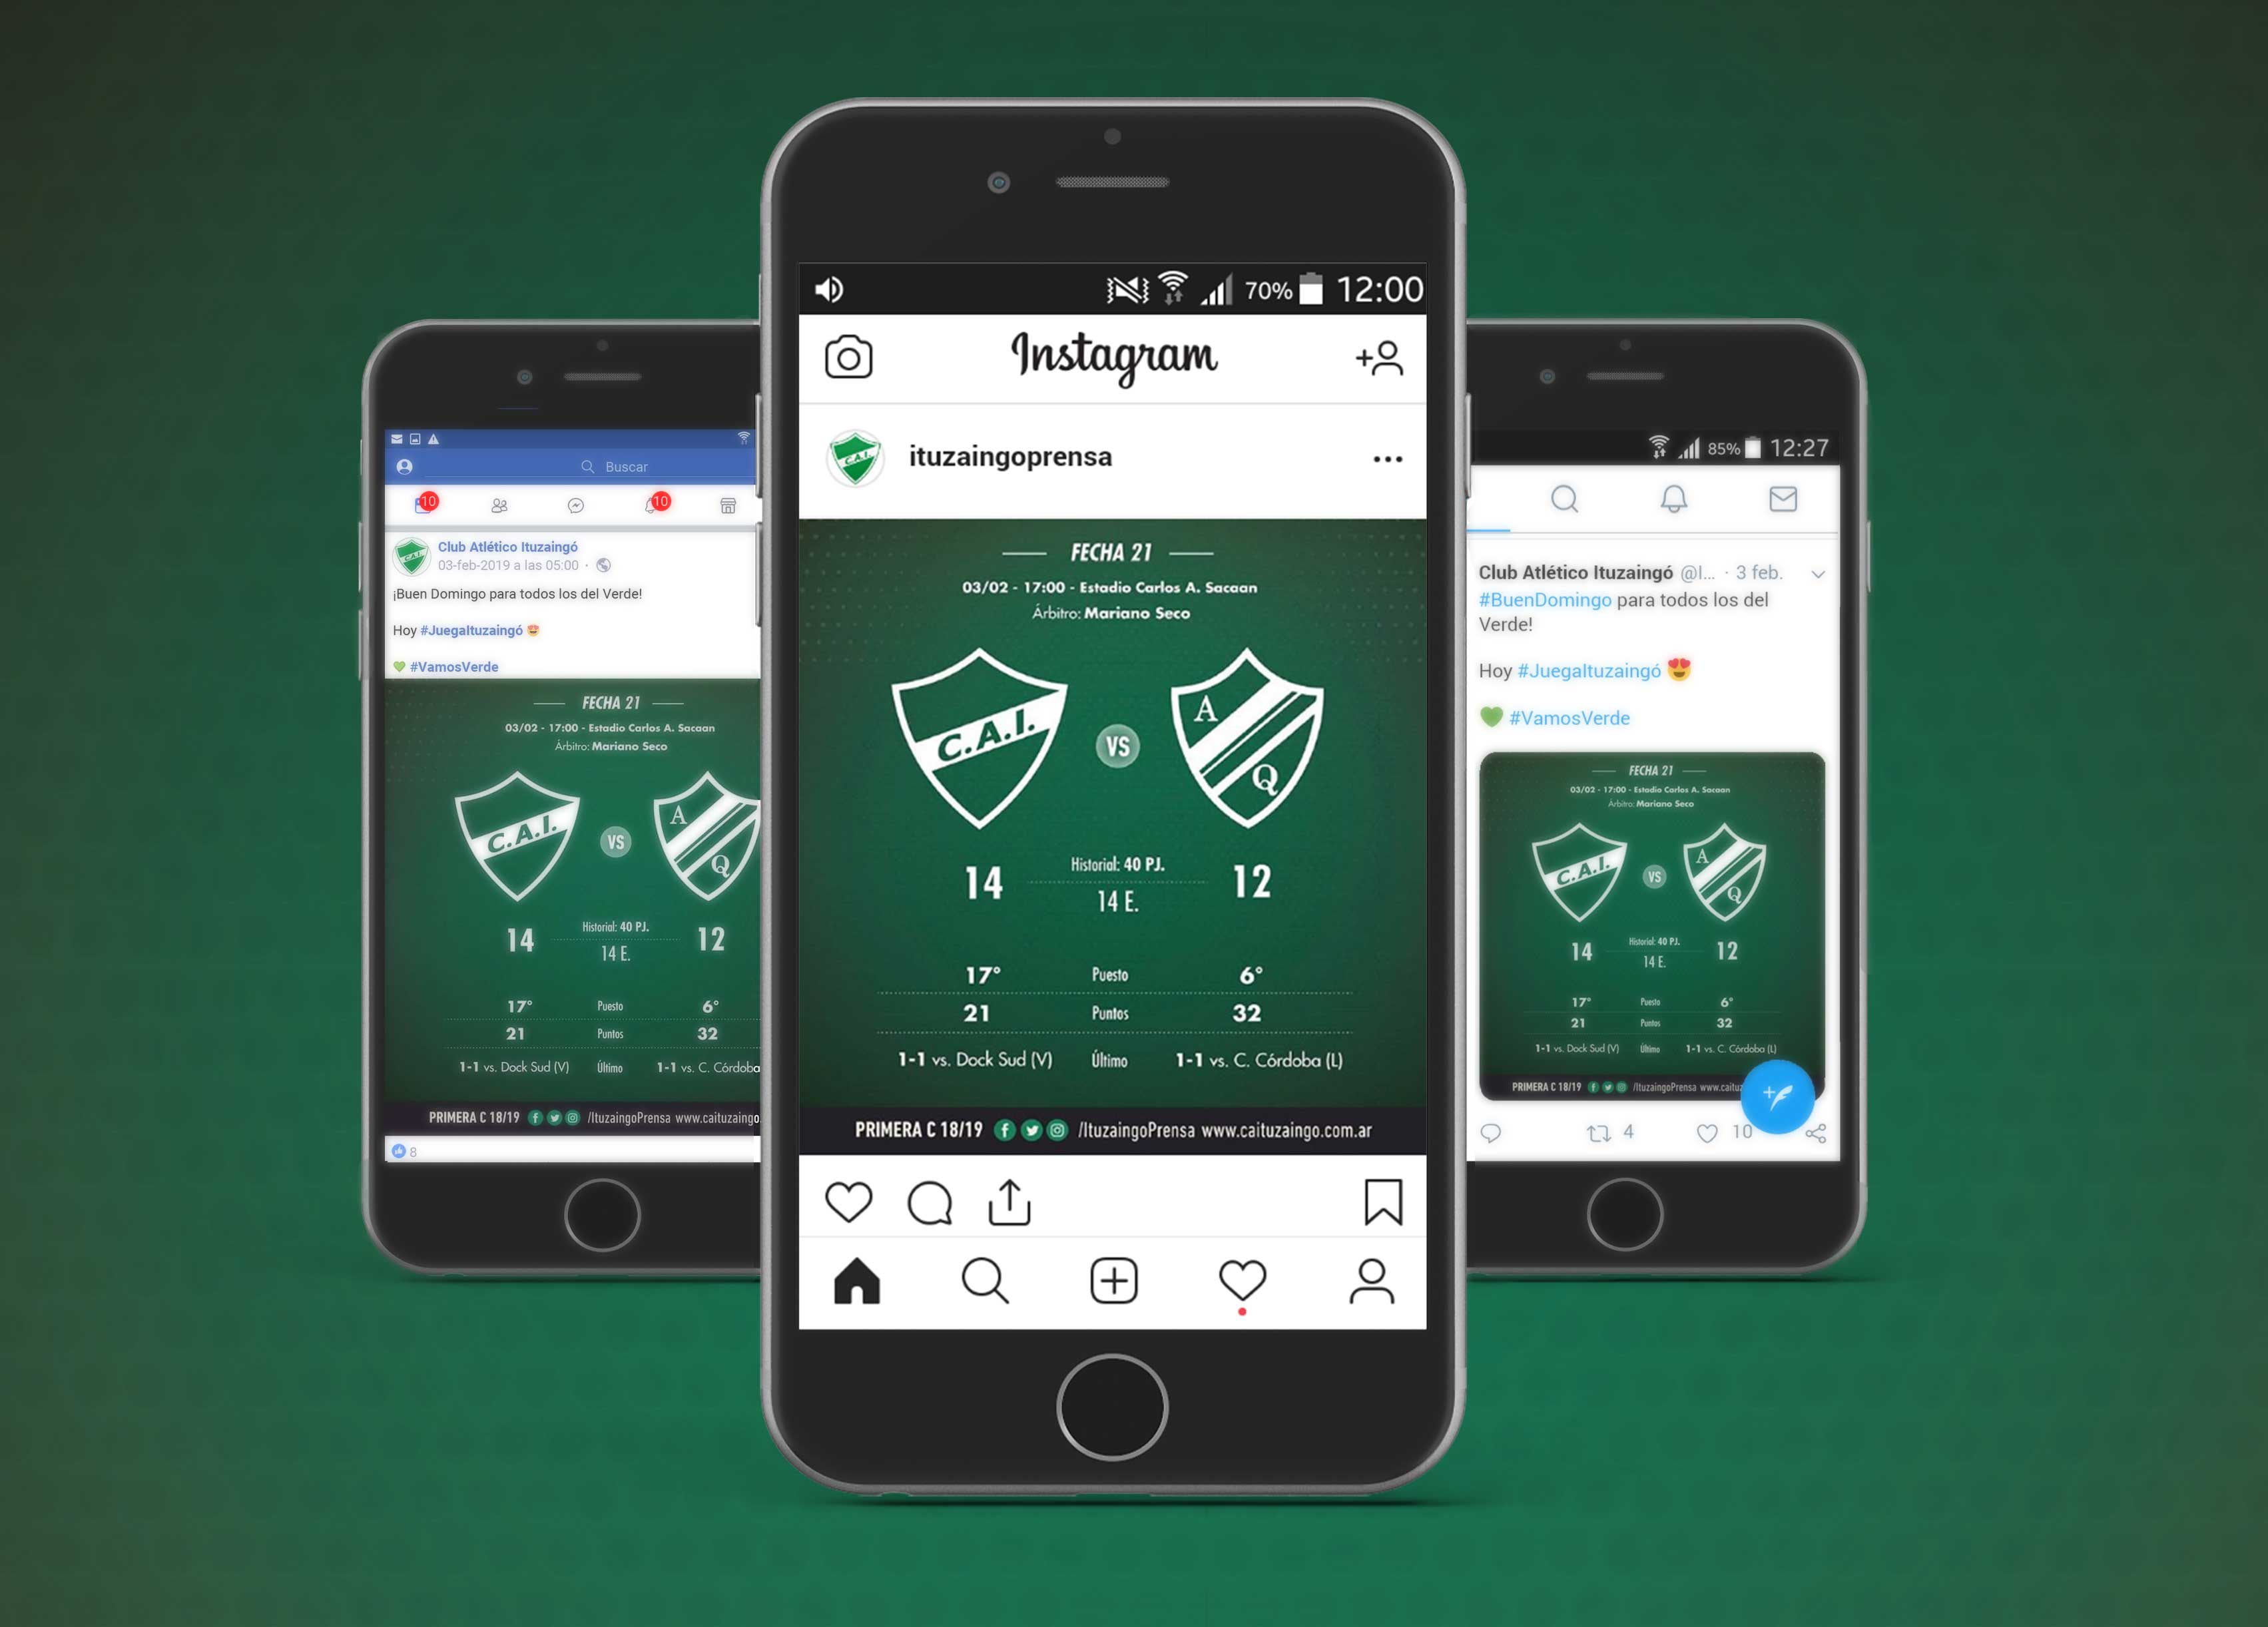 Buscar
10
10
Club Atlético Ituzaingó
03-feb-2019 a las 05:00 ·
¡Buen Domingo para todos los del Verde!
Hoy #JuegaItuzaingó 😍
💚 #VamosVerde
FECHA 21
03/02 - 17:00 - Estadio Carlos A. Sacaan
Árbitro: Mariano Seco
C.A.I.
VS
A
Q
14
Historial: 40 PJ.
14 E.
12
17° Puesto 6°
21 Puntos 32
1-1 vs. Dock Sud (V) Último 1-1 vs. C. Córdoba
PRIMERA C 18/19 /ItuzaingoPrensa www.caituzaingo.
8
70% 12:00
Instagram
C.A.I.
ituzaingoprensa
FECHA 21
03/02 - 17:00 - Estadio Carlos A. Sacaan
Árbitro: Mariano Seco
C.A.I.
VS
A
Q
14
Historial: 40 PJ.
14 E.
12
17° Puesto 6°
21 Puntos 32
1-1 vs. Dock Sud (V) Último 1-1 vs. C. Córdoba (L)
PRIMERA C 18/19 /ItuzaingoPrensa www.caituzaingo.com.ar
85% 12:27
Club Atlético Ituzaingó @I... · 3 feb.
#BuenDomingo para todos los del
Verde!
Hoy #JuegaItuzaingó 😍
💚 #VamosVerde
FECHA 21
03/02 - 17:00 - Estadio Carlos A. Sacaan
Árbitro: Mariano Seco
C.A.I.
VS
A
Q
14
Historial: 40 PJ.
14 E.
12
17° Puesto 6°
21 Puntos 32
1-1 vs. Dock Sud (V) Último 1-1 vs. C. Córdoba (L)
PRIMERA C 18/19 /ItuzaingoPrensa www.caituz
4
10